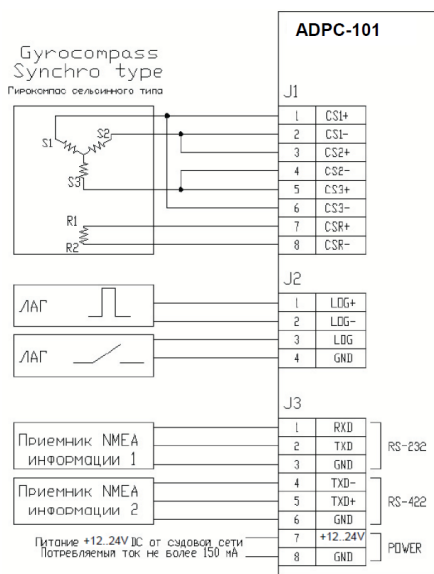 ADPC-101
Gyrocompass
Synchro type
Гирокомпас сельсинного типа
J1
S1
S2
S3
R1
R2
1 CS1+
2 CS1-
3 CS2+
4 CS2-
5 CS3+
6 CS3-
7 CSR+
8 CSR-
J2
ЛАГ
ЛАГ
1 LOG+
2 LOG-
3 LOG
4 GND
J3
Приемник NMEA
информации 1
Приемник NMEA
информации 2
1 RXD
2 TXD
3 GND
RS-232
4 TXD-
5 TXD+
6 GND
RS-422
Питание +12..24V DC от судовой сети
Потребляемый ток не более 150 мА
7 +12..24V
8 GND
POWER